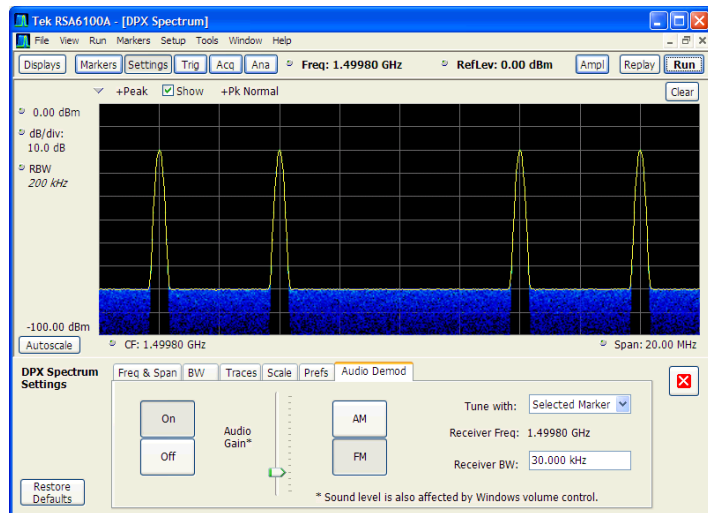 Tek RSA6100A - [DPX Spectrum]
File View Run Markers Setup Tools Window Help
Displays Markers Settings Trig Acq Ana Freq: 1.49980 GHz RefLev: 0.00 dBm Ampl Replay Run
+Peak Show +Pk Normal Clear
0.00 dBm
dB/div:
10.0 dB
RBW
200 kHz
-100.00 dBm
Autoscale CF: 1.49980 GHz Span: 20.00 MHz
DPX Spectrum
Settings
Freq & Span BW Traces Scale Prefs Audio Demod
On
Off
Audio
Gain*
AM
FM
Tune with: Selected Marker
Receiver Freq: 1.49980 GHz
Receiver BW: 30.000 kHz
Restore
Defaults
* Sound level is also affected by Windows volume control.